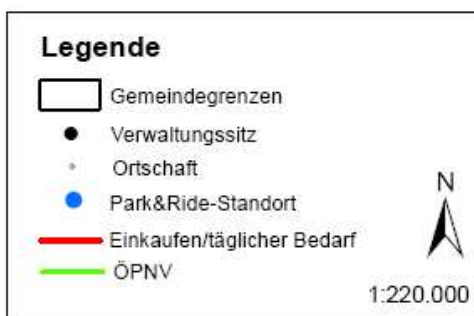 Legende
Gemeindegrenzen
Verwaltungssitz
Ortschaft
Park&Ride-Standort
Einkaufen/täglicher Bedarf
ÖPNV
N
1:220.000